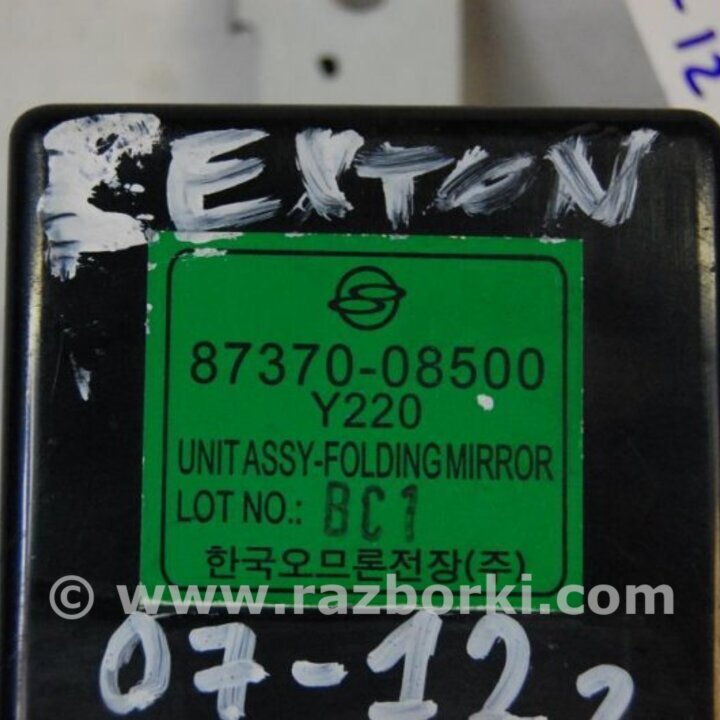 -12
REXTON
87370-08500
Y220
UNIT ASSY-FOLDING MIRROR
LOT NO.: BC1
한국오므론전장(주)
© www.razborki.com
07-12